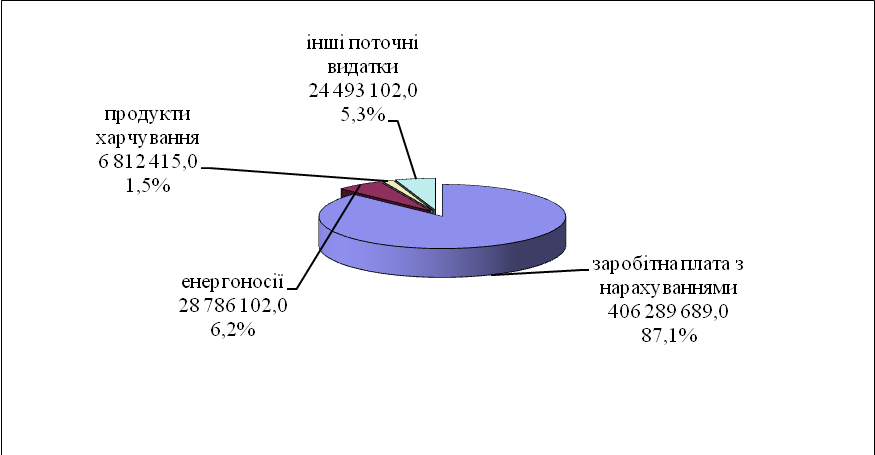 інші поточні
видатки
24 493 102,0
5,3%
продукти
харчування
6 812 415,0
1,5%
енергоносії
28 786 102,0
6,2%
заробітна плата з
нарахуваннями
406 289 689,0
87,1%